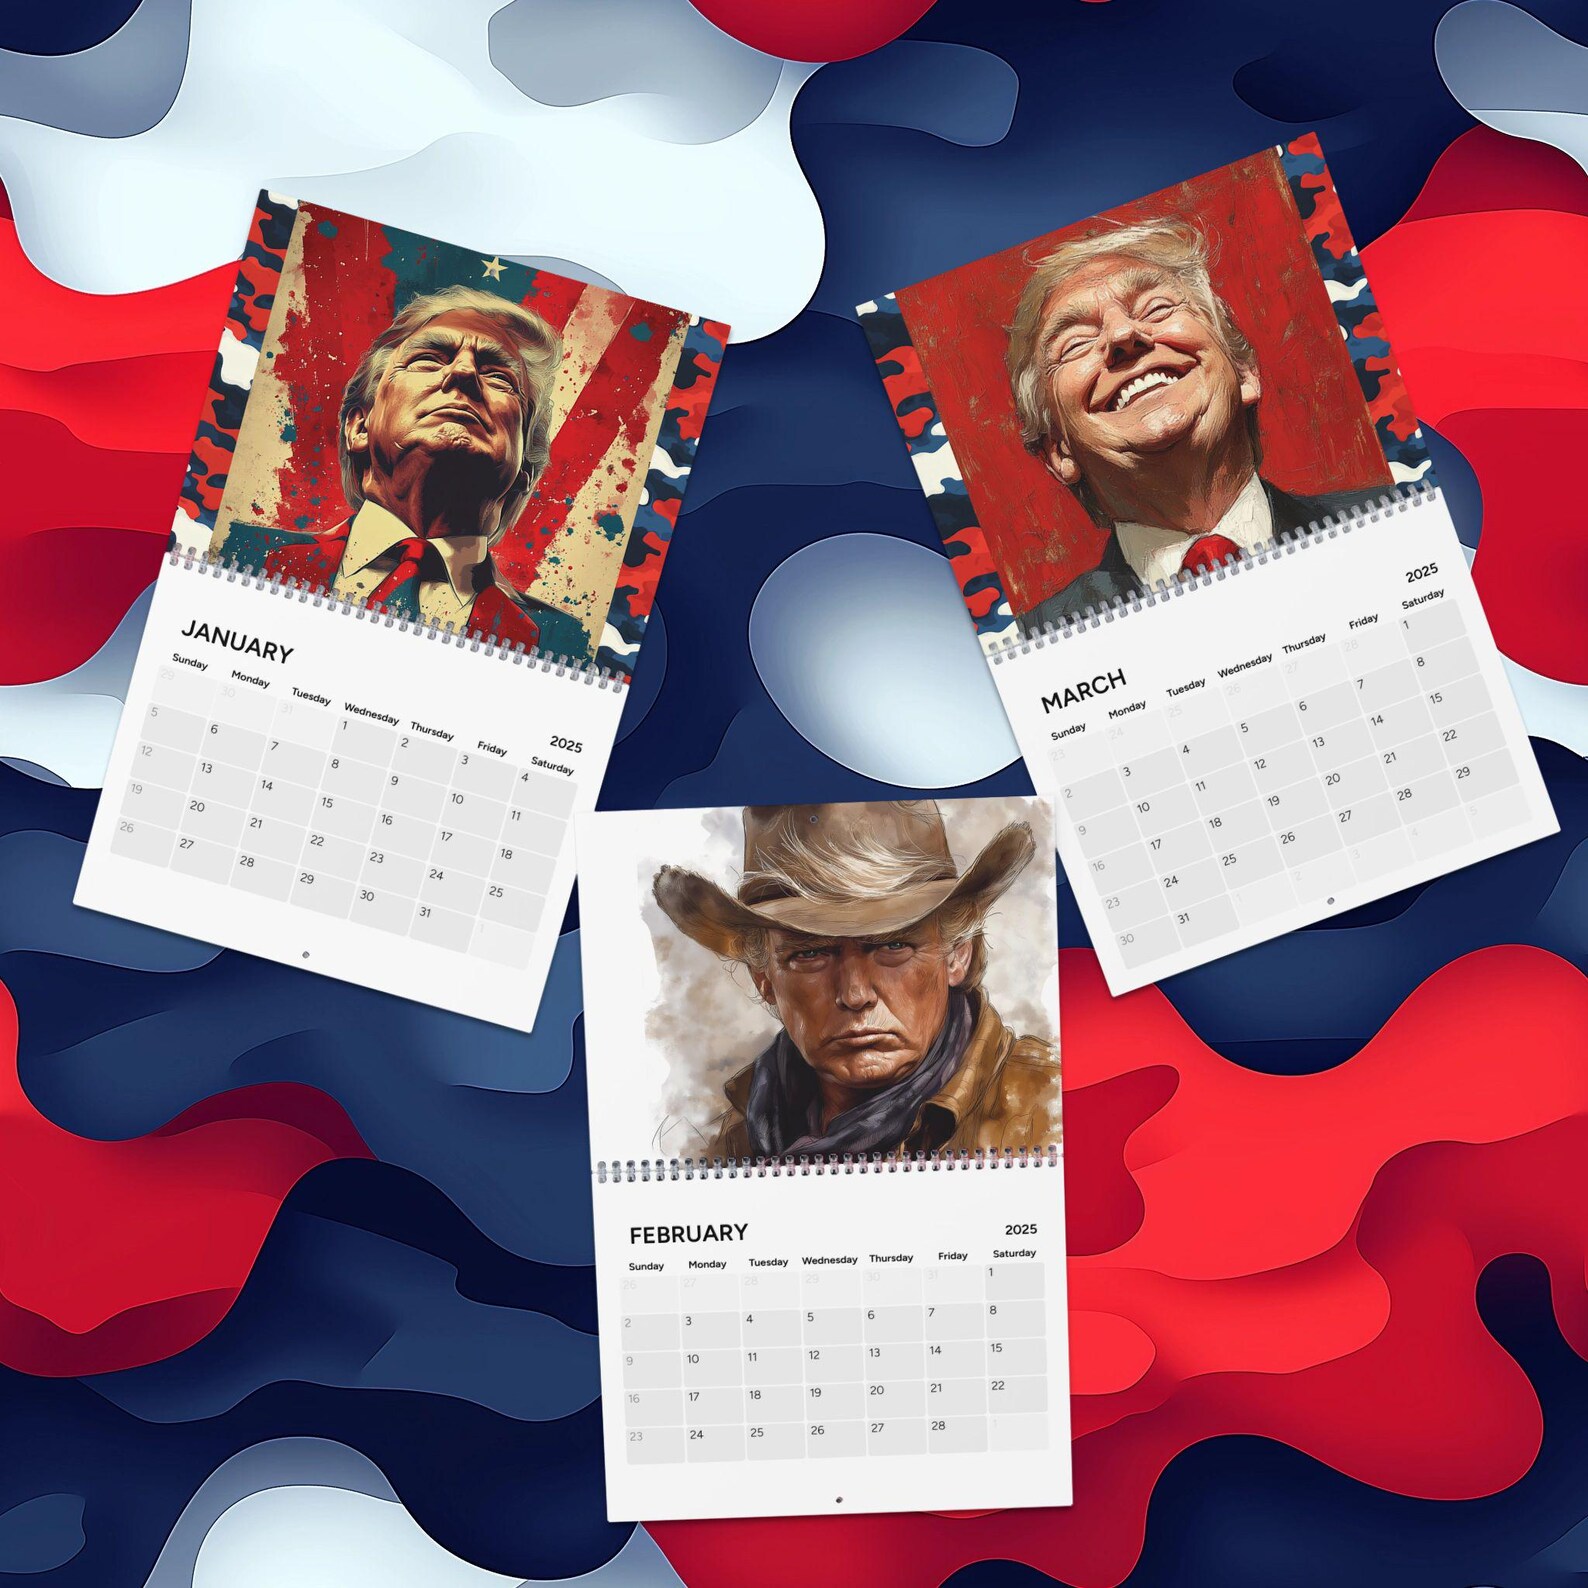 JANUARY 2025
Sunday Monday Tuesday Wednesday Thursday Friday Saturday
29 30 31 1 2 3 4
5 6 7 8 9 10 11
12 13 14 15 16 17 18
19 20 21 22 23 24 25
26 27 28 29 30 31 1
MARCH 2025
Sunday Monday Tuesday Wednesday Thursday Friday Saturday
23 24 25 26 27 28 1
2 3 4 5 6 7 8
9 10 11 12 13 14 15
16 17 18 19 20 21 22
23 24 25 26 27 28 29
30 31 1 2 3 4 5
FEBRUARY 2025
Sunday Monday Tuesday Wednesday Thursday Friday Saturday
26 27 28 29 30 31 1
2 3 4 5 6 7 8
9 10 11 12 13 14 15
16 17 18 19 20 21 22
23 24 25 26 27 28 1